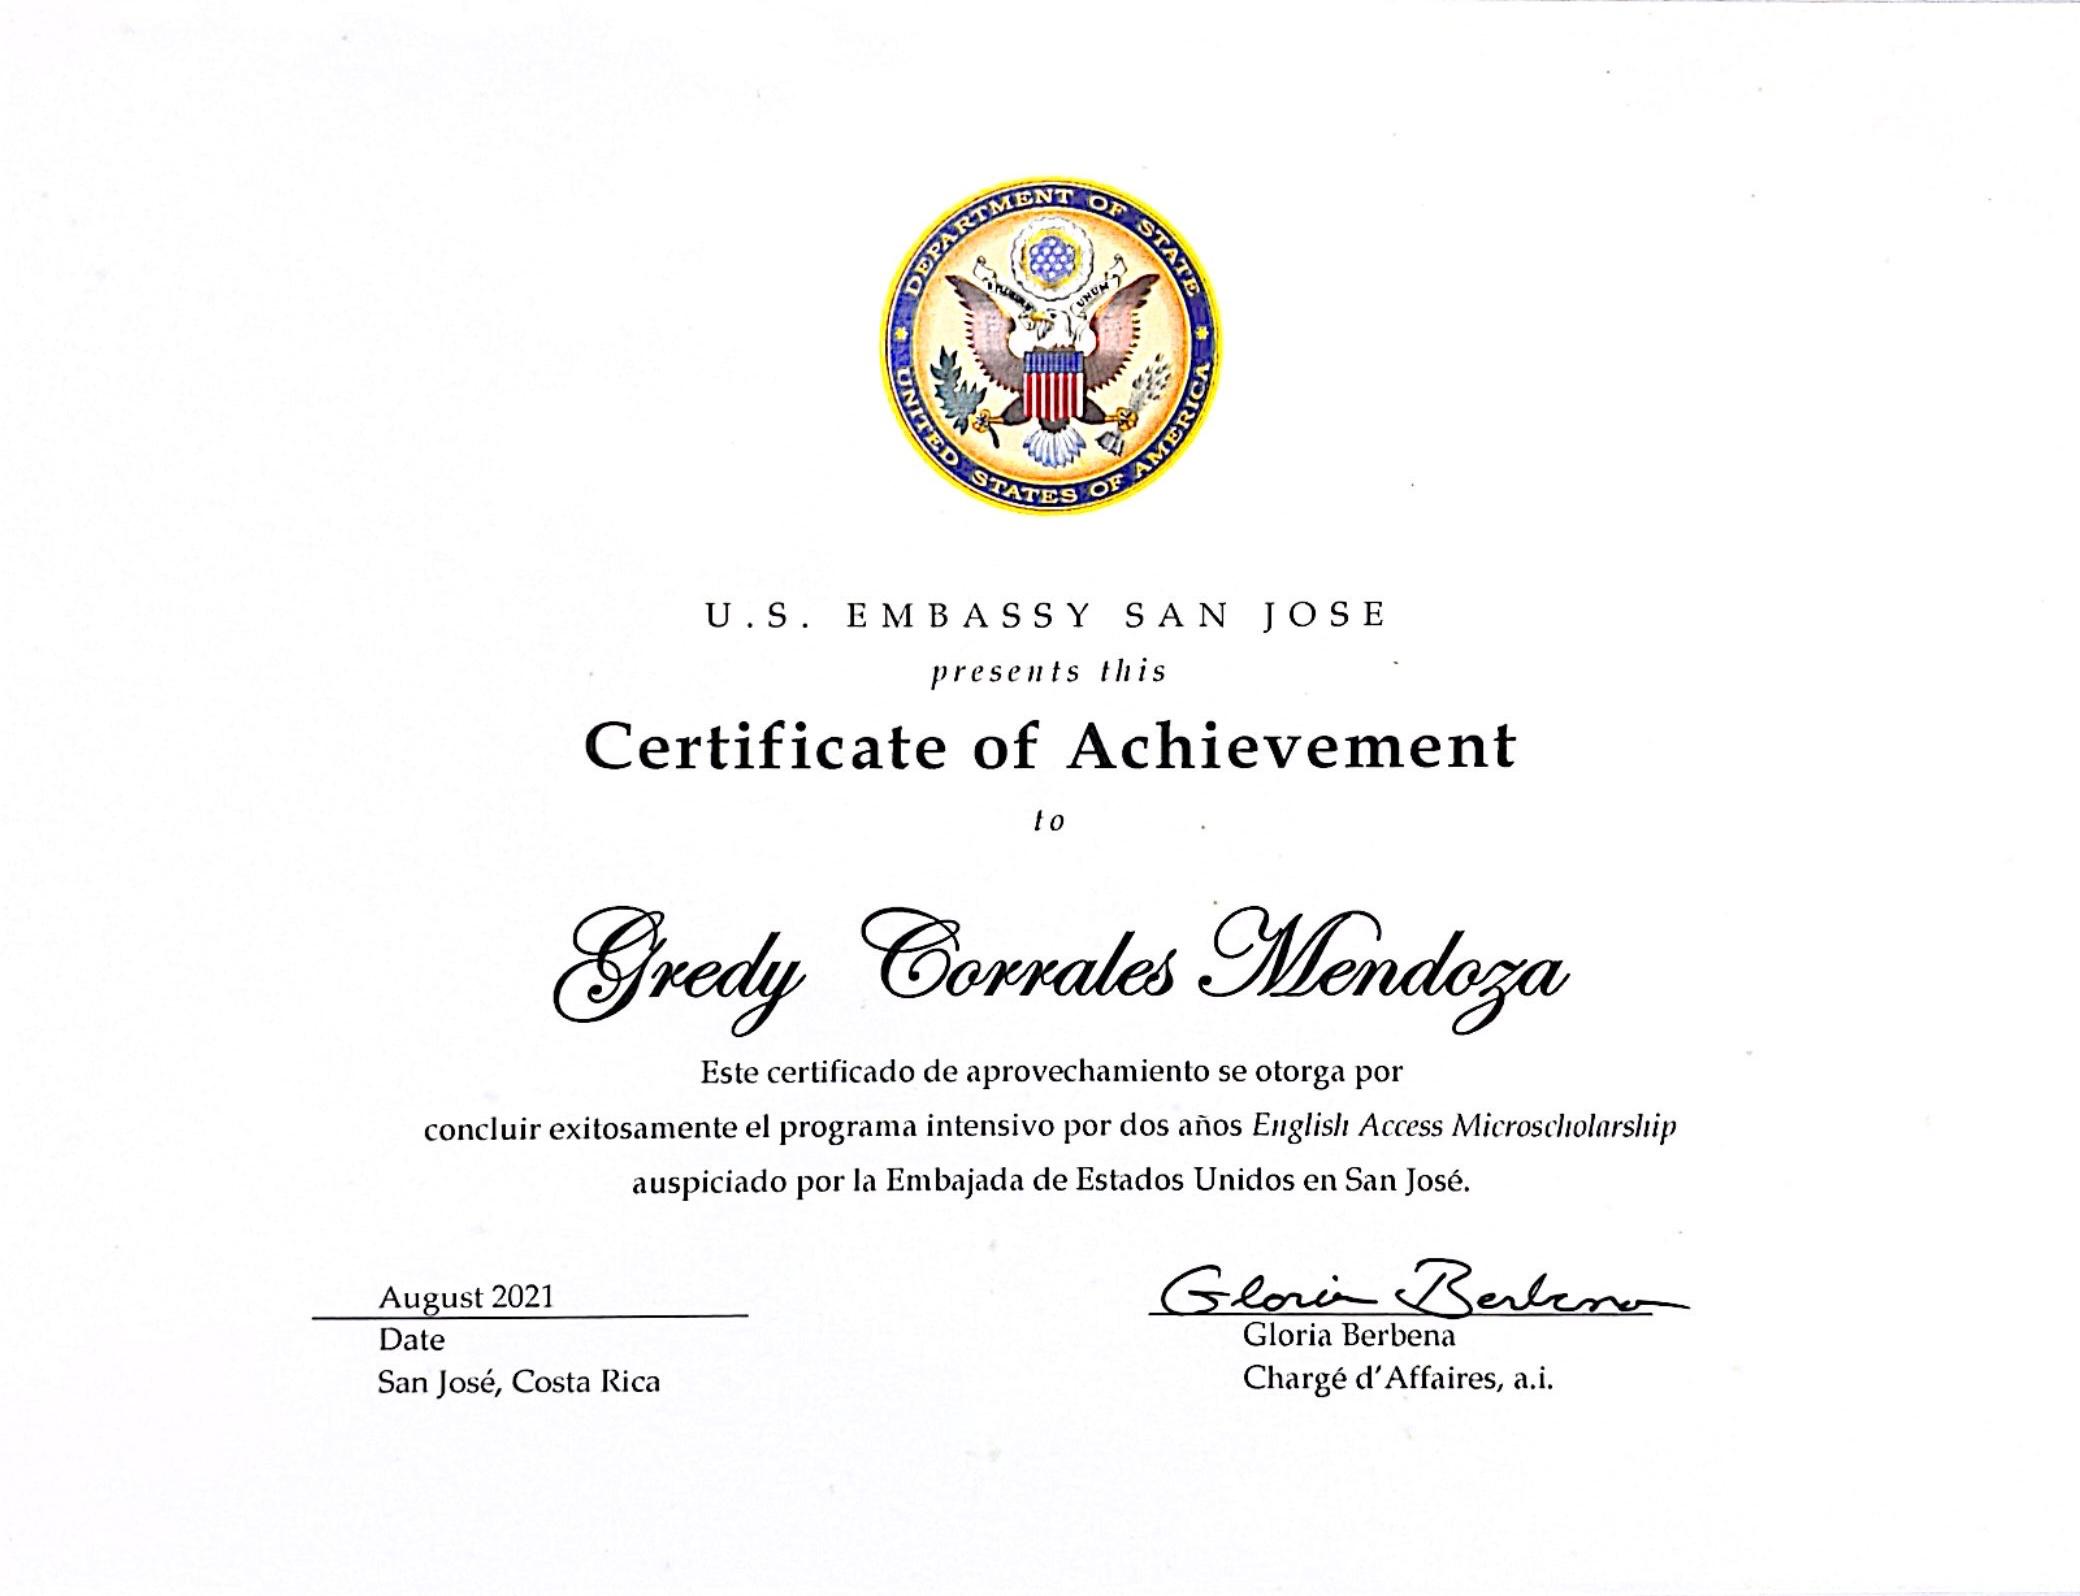 DEPARTMENT OF STATE
E PLURIBUS UNUM
UNITED STATES OF AMERICA
U.S. EMBASSY SAN JOSE
presents this
Certificate of Achievement
to
Gredy Corrales Mendoza
Este certificado de aprovechamiento se otorga por
concluir exitosamente el programa intensivo por dos años English Access Microscholarship
auspiciado por la Embajada de Estados Unidos en San José.
Gloria Berbena
August 2021
Date
San José, Costa Rica
Gloria Berbena
Chargé d'Affaires, a.i.